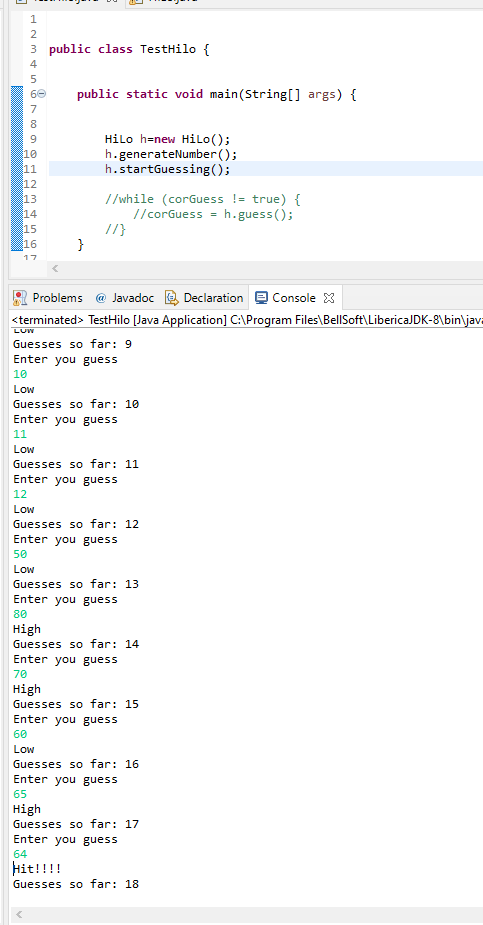 1
2
3 public class TestHilo {
4
5
6 public static void main(String[] args) {
7
8
9 HiLo h=new HiLo();
10 h.generateNumber();
11 h.startGuessing();
12
13 //while (corGuess != true) {
14 //corGuess = h.guess();
15 //}
16 }
17
Problems @ Javadoc Declaration Console
<terminated> TestHilo [Java Application] C:\Program Files\BellSoft\LibericaJDK-8\bin\java
Low
Guesses so far: 9
Enter you guess
10
Low
Guesses so far: 10
Enter you guess
11
Low
Guesses so far: 11
Enter you guess
12
Low
Guesses so far: 12
Enter you guess
50
Low
Guesses so far: 13
Enter you guess
80
High
Guesses so far: 14
Enter you guess
70
High
Guesses so far: 15
Enter you guess
60
Low
Guesses so far: 16
Enter you guess
65
High
Guesses so far: 17
Enter you guess
64
Hit!!!!
Guesses so far: 18